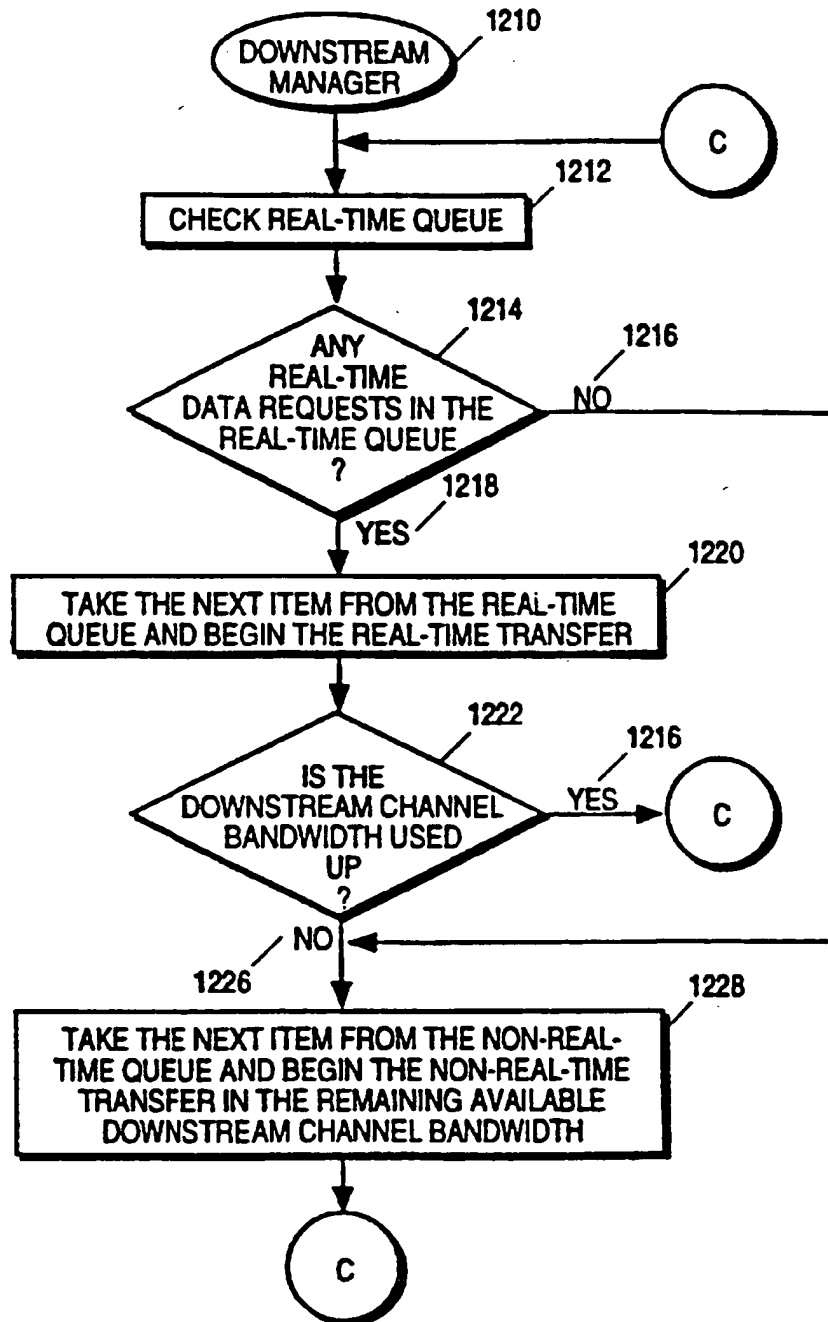 1210
DOWNSTREAM
MANAGER
C
1212
CHECK REAL-TIME QUEUE
1214
ANY
REAL-TIME
DATA REQUESTS IN THE
REAL-TIME QUEUE
?
1216
NO
1218
YES
1220
TAKE THE NEXT ITEM FROM THE REAL-TIME
QUEUE AND BEGIN THE REAL-TIME TRANSFER
1222
IS THE
DOWNSTREAM CHANNEL
BANDWIDTH USED
UP
?
1216
YES
C
NO
1226
1228
TAKE THE NEXT ITEM FROM THE NON-REAL-
TIME QUEUE AND BEGIN THE NON-REAL-TIME
TRANSFER IN THE REMAINING AVAILABLE
DOWNSTREAM CHANNEL BANDWIDTH
C